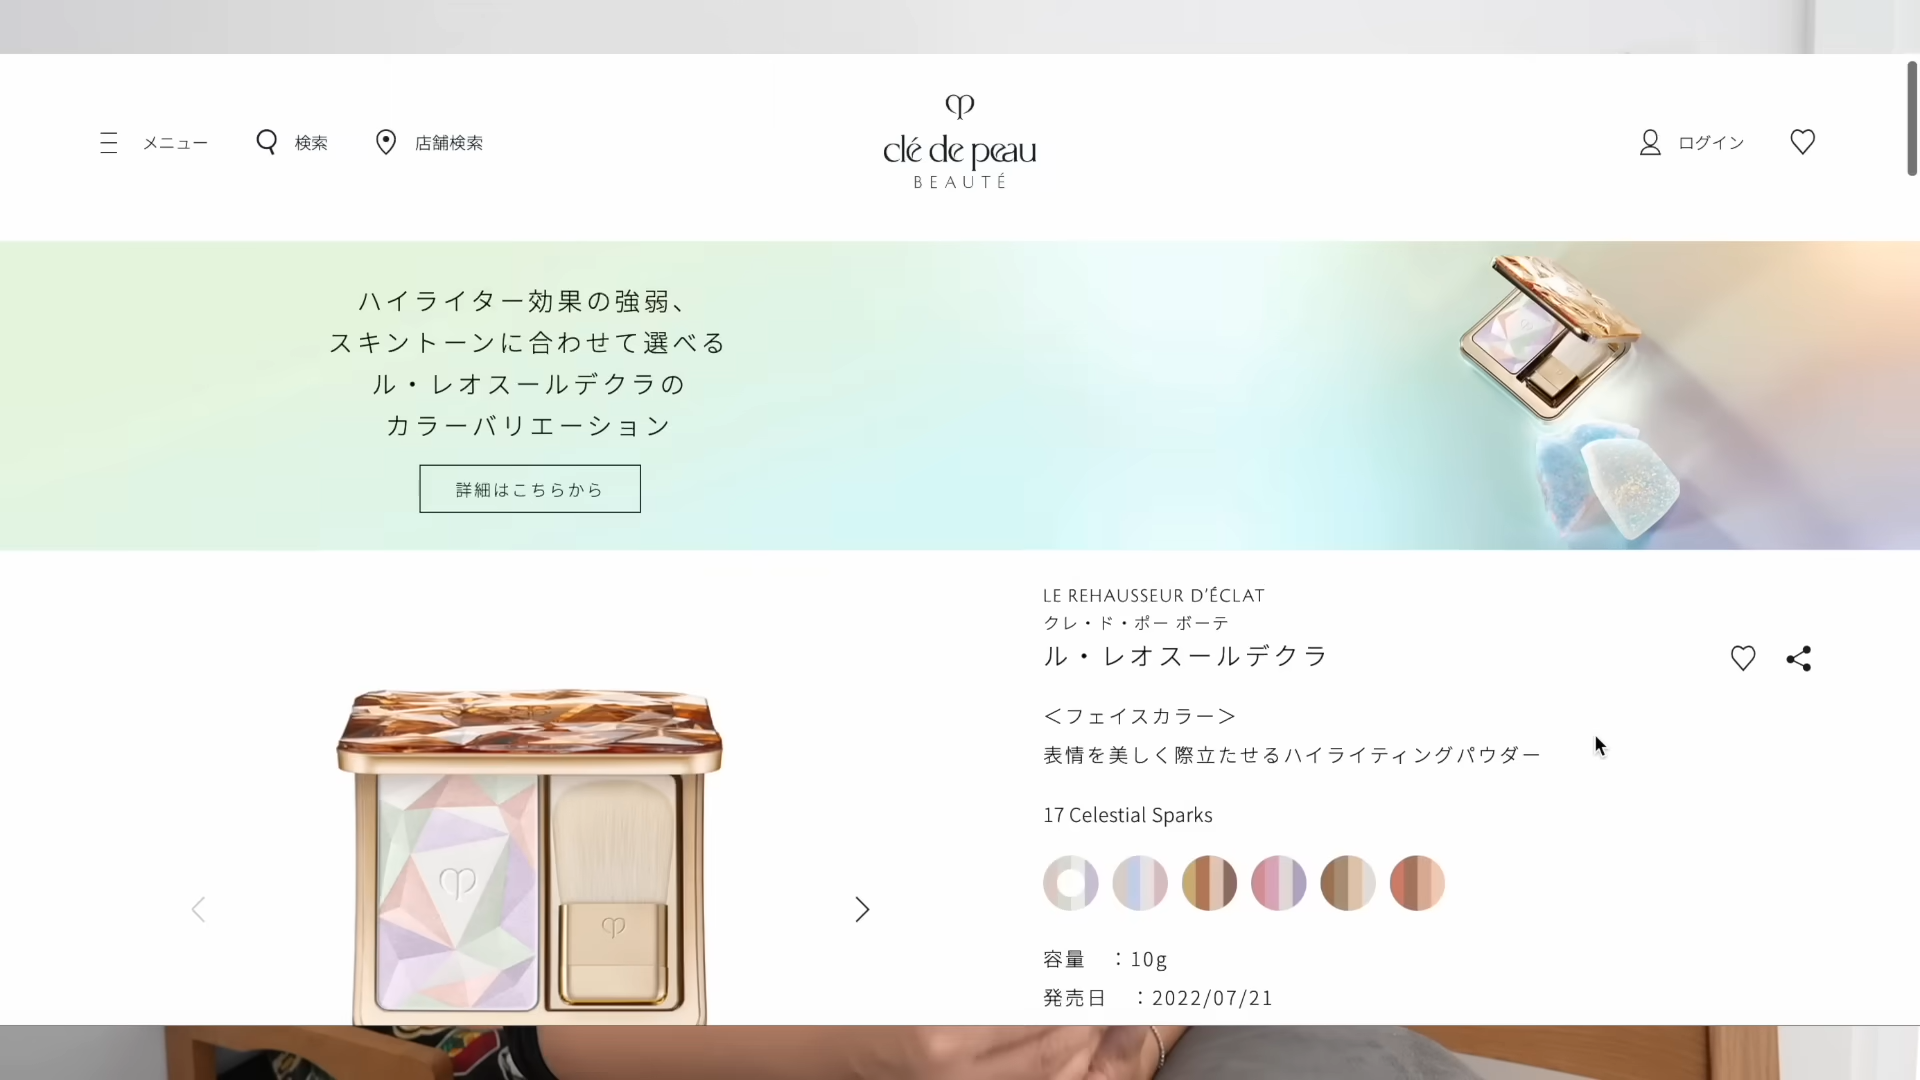 メニュー
検索
店舗検索
clé de peau
BEAUTÉ
ログイン
ハイライター効果の強弱、
スキントーンに合わせて選べる
ル・レオスールデクラの
カラーバリエーション
詳細はこちらから
LE REHAUSSEUR D'ÉCLAT
クレ・ド・ポー ボーテ
ル・レオスールデクラ
＜フェイスカラー＞
表情を美しく際立たせるハイライティングパウダー
17 Celestial Sparks
容量　：10g
発売日　：2022/07/21